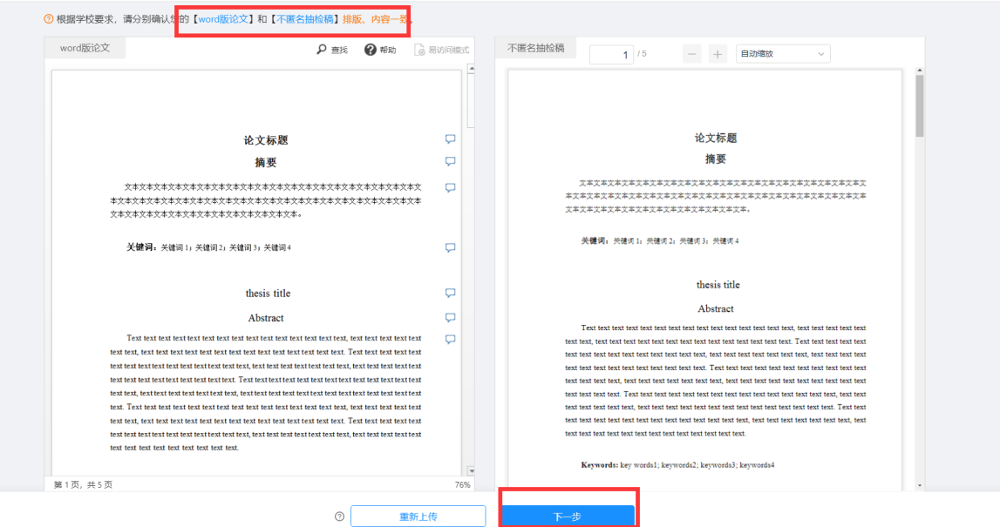 根据学校要求，请分别确认您的【word版论文】和【不匿名抽检稿】排版、内容一致。
word版论文
查找
帮助
易访问模式
论文标题
摘要
文本文本文本文本文本文本文本文本文本文本文本文本文本文本文本文本文本文本文本文本文
本文本文本文本文本文本文本文本文本文本文本文本文本文本文本文本文本文本文本文本文本文本
文本文本文本文本文本文本文本文本文本文本文本文本文本。
关键词：关键词 1；关键词 2；关键词 3；关键词 4
thesis title
Abstract
Text text text text text text text text text text text text text text text, text text text text text
text text, text text text text text text text text text text text text text text. Text text text text text
text text text text text text text text text, text text text text text text text, text text text text text
text text text text text text text text text. Text text text text text text text text text text text text text
text text, text text text text text text text, text text text text text text text text text text text text text
text. Text text text text text text text text text text text text text text text, text text text text text
text text, text text text text text text text text text text text text text text. Text text text text text
text text text text text text text text text, text text text text text text text, text text text text text text
text text text text text text text text text.
第 1 页，共 5 页
76%
不匿名抽检稿
1 / 5
自动缩放
论文标题
摘要
文本文本文本文本文本文本文本文本文本文本文本文本文本文本文本文本文本文本文本文本文
本文本文本文本文本文本文本文本文本文本文本文本文本文本文本文本文本文本文本文本文本文本文
文本文本文本文本文本文本文本文本文本文本文本文本文本。
关键词：关键词 1；关键词 2；关键词 3；关键词 4
thesis title
Abstract
Text text text text text text text text text text text text text text text, text text text text text
text text, text text text text text text text text text text text text text text. Text text text text text
text text text text text text text text text, text text text text text text text, text text text text text
text text text text text text text text text. Text text text text text text text text text text text text
text text text, text text text text text text text, text text text text text text text text text text text
text text text. Text text text text text text text text text text text text text text text, text text text
text text text text, text text text text text text text text text text text text text text. Text text text
text text text text text text text text text text text, text text text text text text text, text text text
text text text text text text text text text text text text.
Keywords: key words1; keywords2; keywords3; keywords4
重新上传
下一步